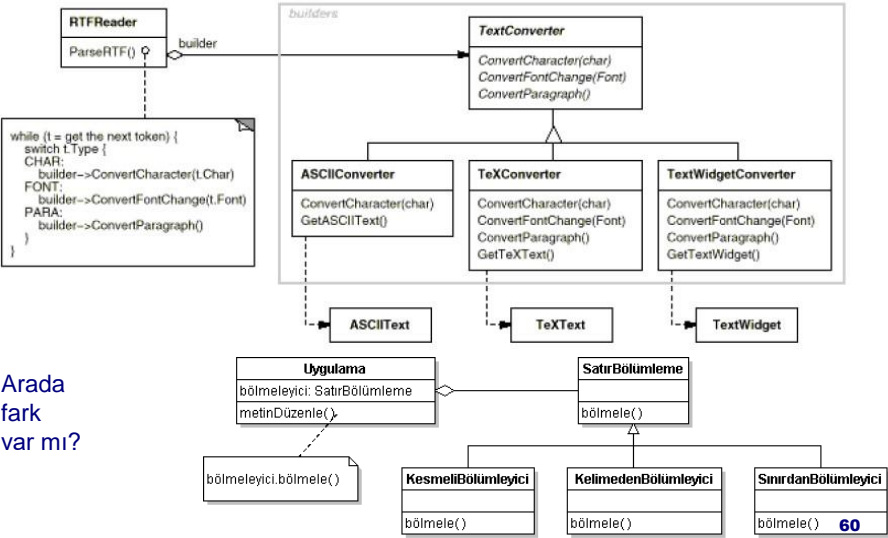 builders
RTFReader
ParseRTF()
builder
TextConverter
ConvertCharacter(char)
ConvertFontChange(Font)
ConvertParagraph()
while (t = get the next token) {
switch t.Type {
CHAR:
builder->ConvertCharacter(t.Char)
FONT:
builder->ConvertFontChange(t.Font)
PARA:
builder->ConvertParagraph()
}
}
ASCIIConverter
ConvertCharacter(char)
GetASCIIText()
TeXConverter
ConvertCharacter(char)
ConvertFontChange(Font)
ConvertParagraph()
GetTeXText()
TextWidgetConverter
ConvertCharacter(char)
ConvertFontChange(Font)
ConvertParagraph()
GetTextWidget()
ASCIIText
TeXText
TextWidget
Arada
fark
var mı?
Uygulama
bölmeleyici: SatırBölümleme
metinDüzenle()
SatırBölümleme
bölmele()
bölmeleyici.bölmele()
KesmeliBölümleyici
bölmele()
KelimedenBölümleyici
bölmele()
SınırdanBölümleyici
bölmele()
60